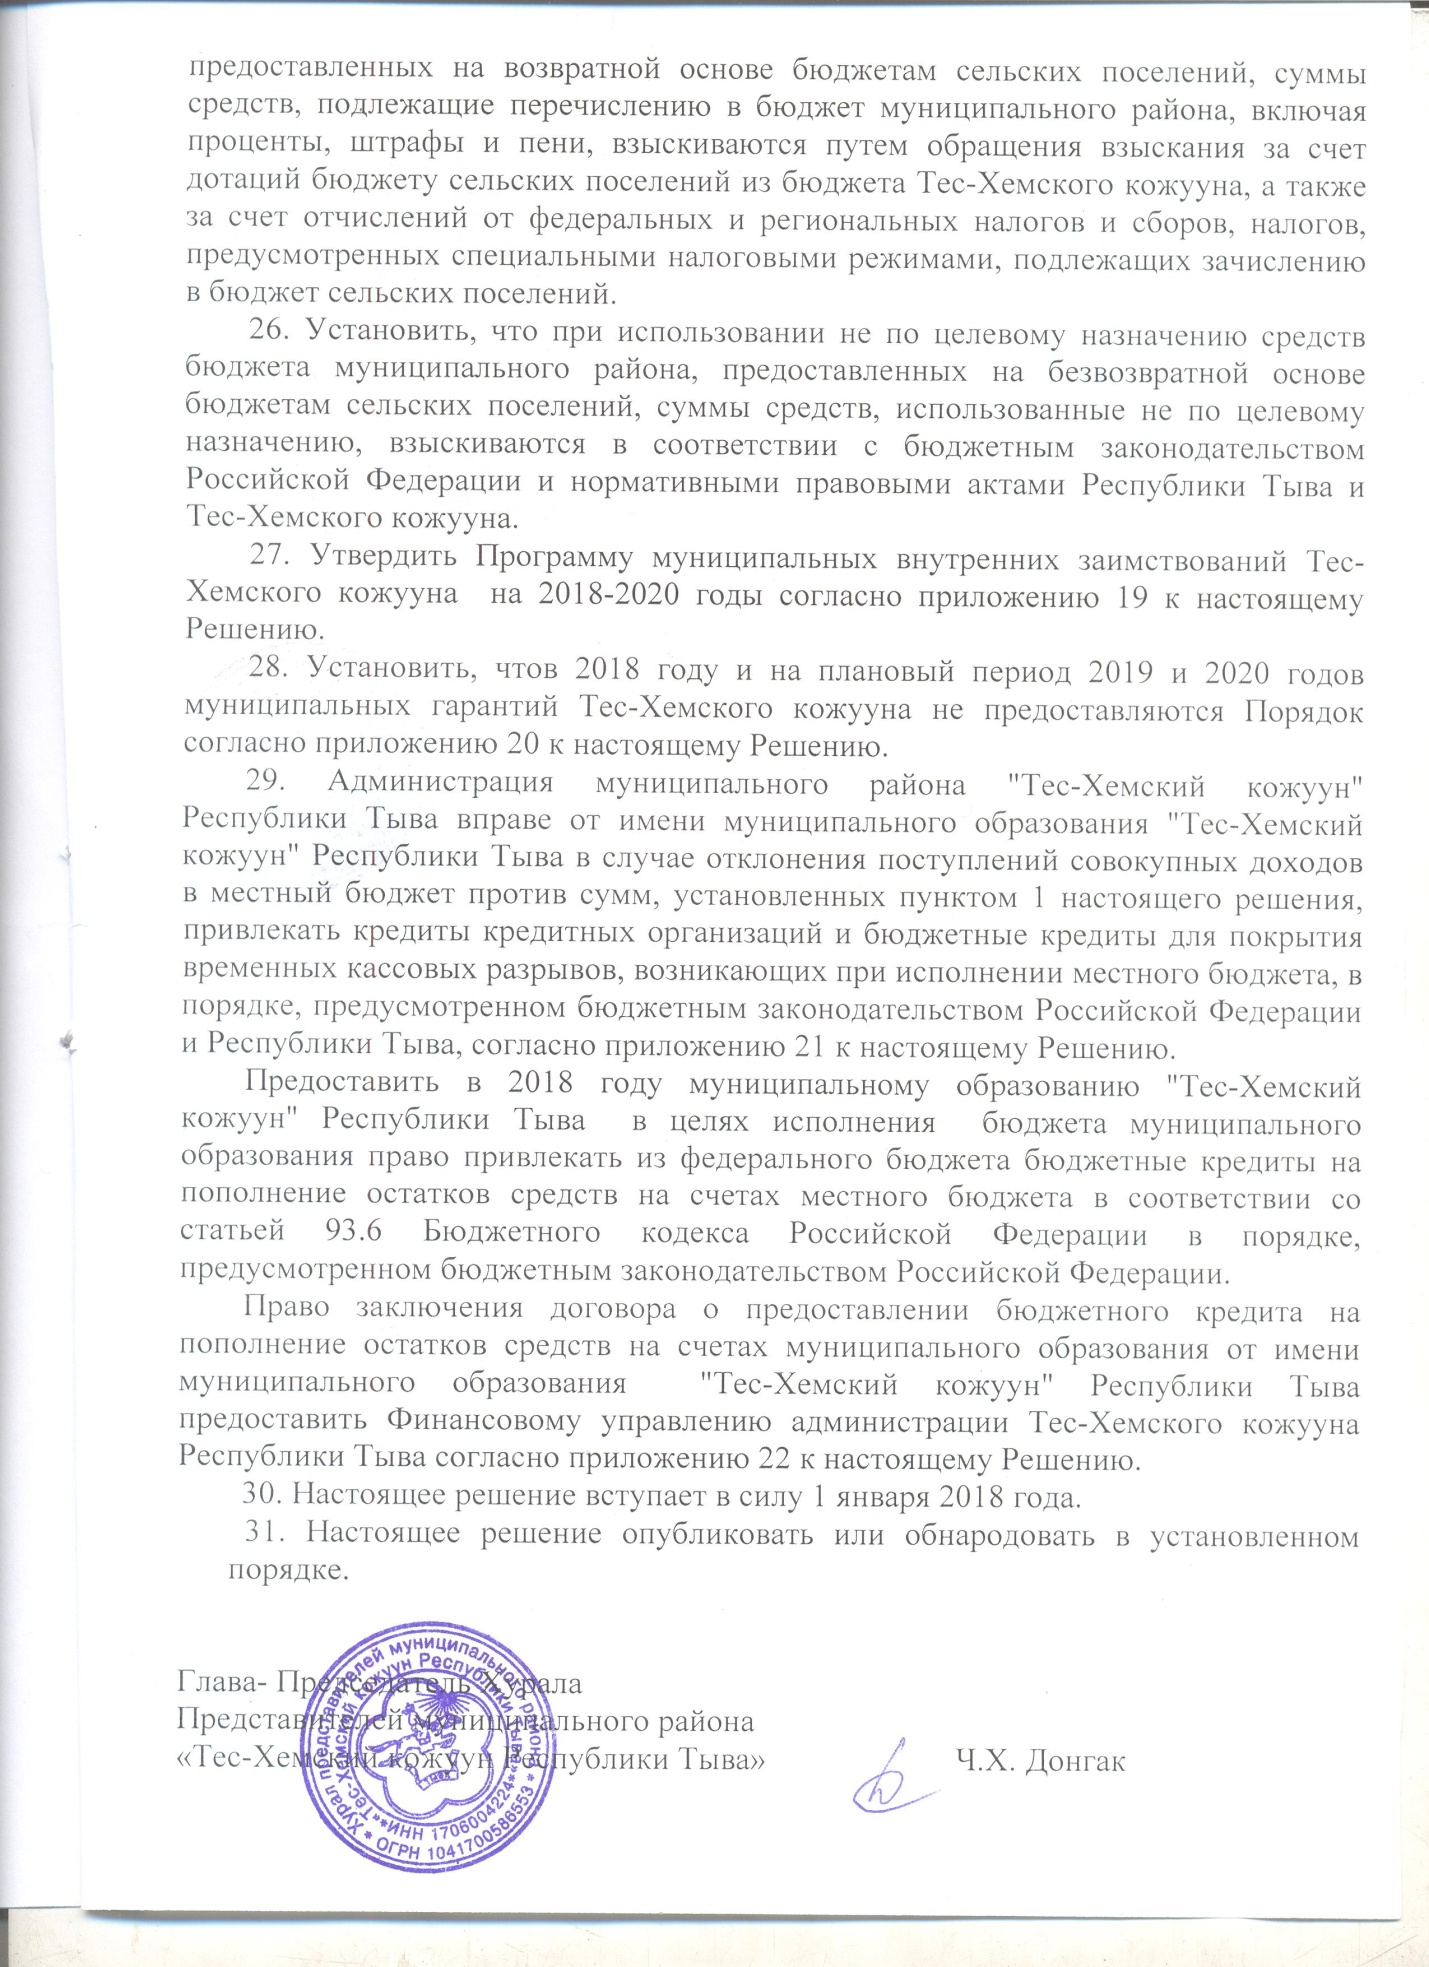 предоставленных на возвратной основе бюджетам сельских поселений, суммы
средств, подлежащие перечислению в бюджет муниципального района, включая
проценты, штрафы и пени, взыскиваются путем обращения взыскания за счет
дотаций бюджету сельских поселений из бюджета Тес-Хемского кожууна, а также
за счет отчислений от федеральных и региональных налогов и сборов, налогов,
предусмотренных специальными налоговыми режимами, подлежащих зачислению
в бюджет сельских поселений.
26. Установить, что при использовании не по целевому назначению средств
бюджета муниципального района, предоставленных на безвозвратной основе
бюджетам сельских поселений, суммы средств, использованные не по целевому
назначению, взыскиваются в соответствии с бюджетным законодательством
Российской Федерации и нормативными правовыми актами Республики Тыва и
Тес-Хемского кожууна.
27. Утвердить Программу муниципальных внутренних заимствований Тес-
Хемского кожууна на 2018-2020 годы согласно приложению 19 к настоящему
Решению.
28. Установить, чтов 2018 году и на плановый период 2019 и 2020 годов
муниципальных гарантий Тес-Хемского кожууна не предоставляются Порядок
согласно приложению 20 к настоящему Решению.
29. Администрация муниципального района "Тес-Хемский кожуун"
Республики Тыва вправе от имени муниципального образования "Тес-Хемский
кожуун" Республики Тыва в случае отклонения поступлений совокупных доходов
в местный бюджет против сумм, установленных пунктом 1 настоящего решения,
привлекать кредиты кредитных организаций и бюджетные кредиты для покрытия
временных кассовых разрывов, возникающих при исполнении местного бюджета, в
порядке, предусмотренном бюджетным законодательством Российской Федерации
и Республики Тыва, согласно приложению 21 к настоящему Решению.
Предоставить в 2018 году муниципальному образованию "Тес-Хемский
кожуун" Республики Тыва в целях исполнения бюджета муниципального
образования право привлекать из федерального бюджета бюджетные кредиты на
пополнение остатков средств на счетах местного бюджета в соответствии со
статьей 93.6 Бюджетного кодекса Российской Федерации в порядке,
предусмотренном бюджетным законодательством Российской Федерации.
Право заключения договора о предоставлении бюджетного кредита на
пополнение остатков средств на счетах муниципального образования от имени
муниципального образования "Тес-Хемский кожуун" Республики Тыва
предоставить Финансовому управлению администрации Тес-Хемского кожууна
Республики Тыва согласно приложению 22 к настоящему Решению.
30. Настоящее решение вступает в силу 1 января 2018 года.
31. Настоящее решение опубликовать или обнародовать в установленном
порядке.
Глава- Председатель Хурала
Представителей муниципального района
«Тес-Хемский кожуун Республики Тыва» Ч.Х. Донгак
Хурал представителей муниципального района * ОГРН 1041700586553 *
«Тес-Хемский кожуун Республики Тыва» * ИНН 1706004224 *